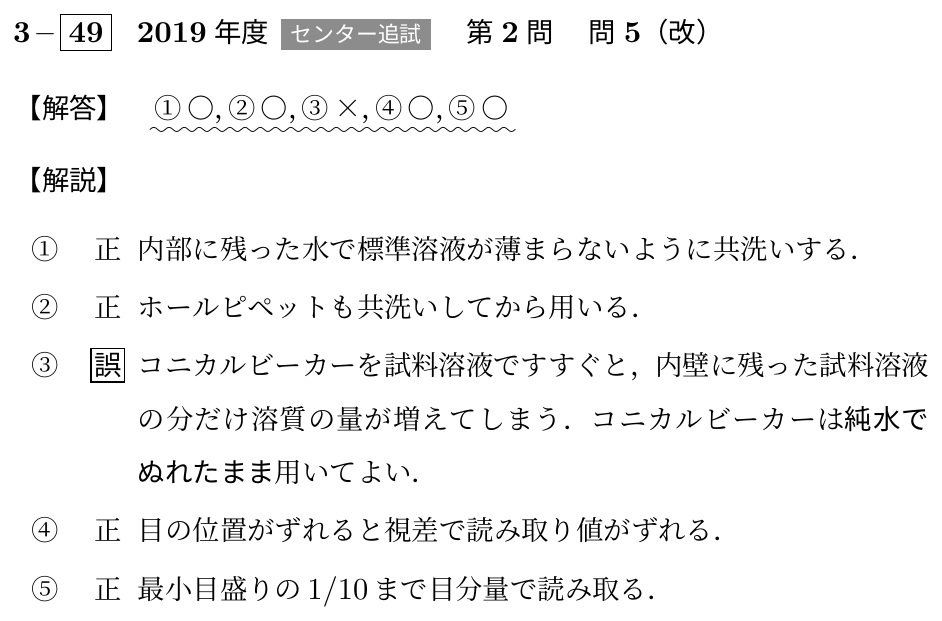 3－49 2019 年度 センター追試 第 2 問 問 5（改）
【解答】 ①○,②○,③×,④○,⑤○
【解説】
① 正 内部に残った水で標準溶液が薄まらないように共洗いする．
② 正 ホールピペットも共洗いしてから用いる．
③ 誤 コニカルビーカーを試料溶液ですすぐと，内壁に残った試料溶液
の分だけ溶質の量が増えてしまう．コニカルビーカーは純水で
ぬれたまま用いてよい．
④ 正 目の位置がずれると視差で読み取り値がずれる．
⑤ 正 最小目盛りの 1/10 まで目分量で読み取る．